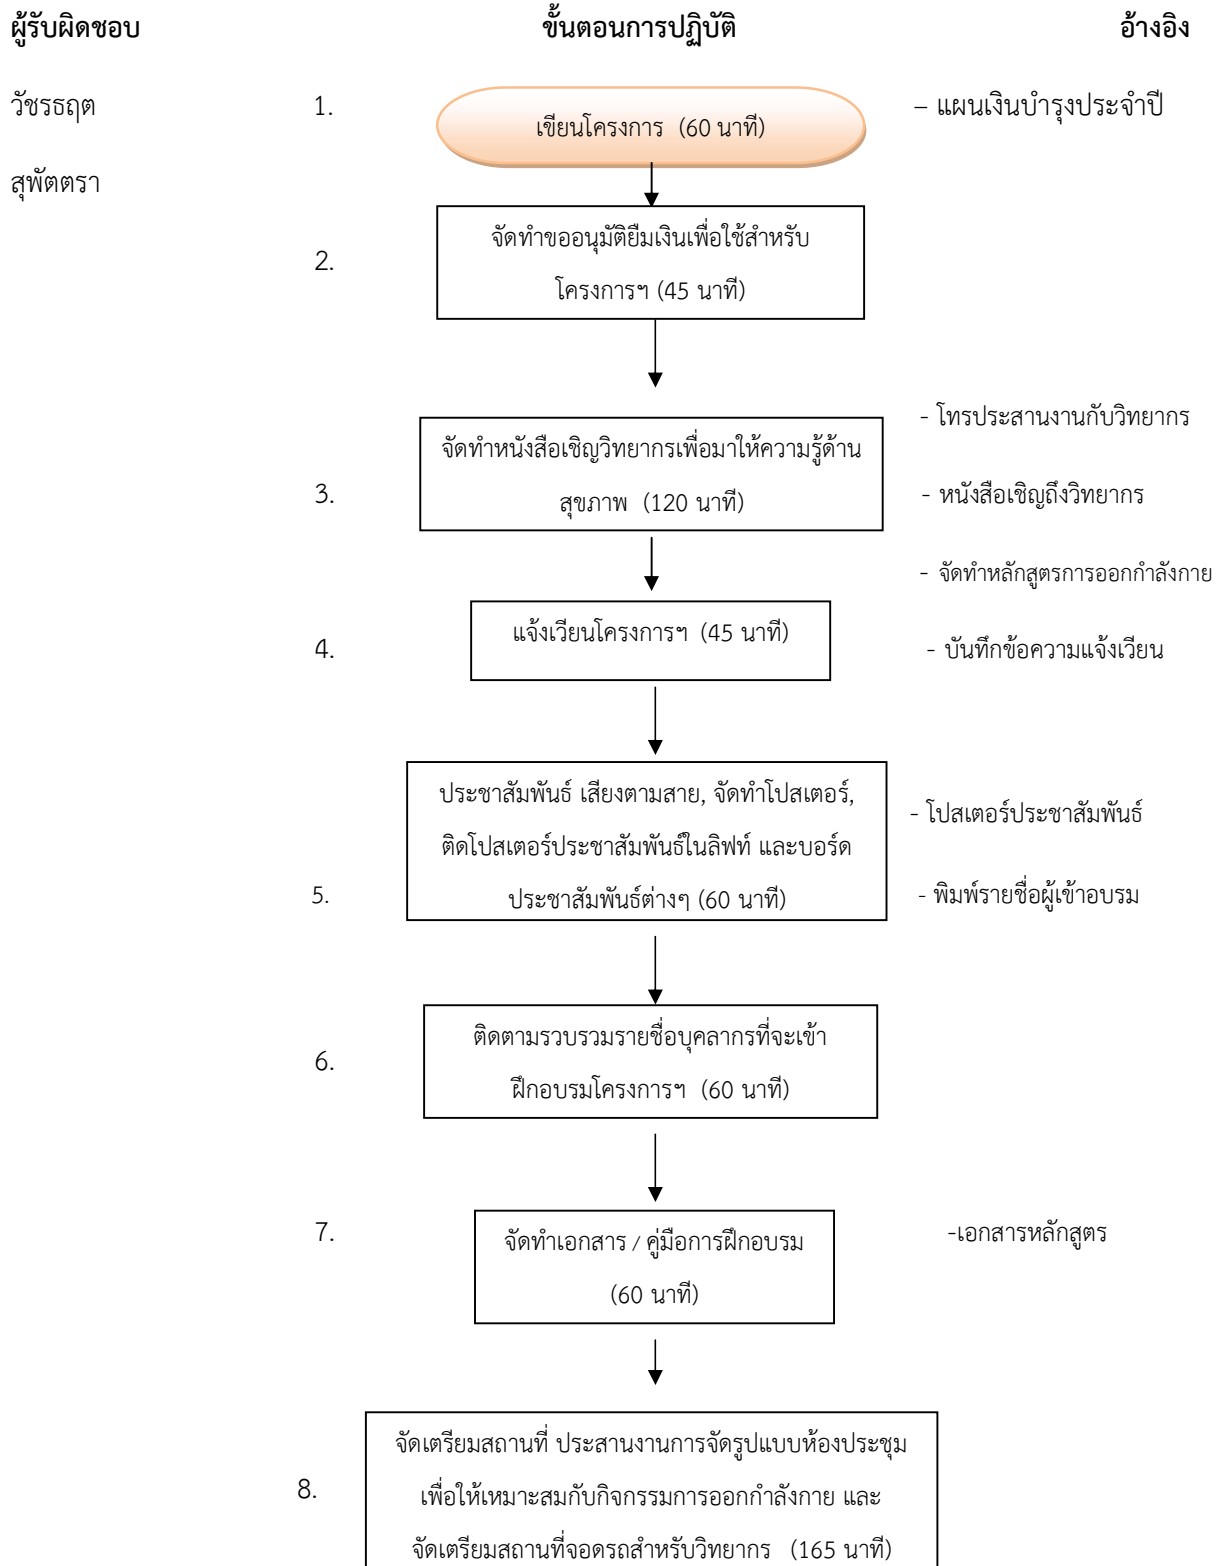 ผู้รับผิดชอบ ขั้นตอนการปฏิบัติ อ้างอิง
วัชรธฤต 1. เขียนโครงการ (60 นาที) – แผนเงินบำรุงประจำปี
สุพัตตรา
2. จัดทำขออนุมัติยืมเงินเพื่อใช้สำหรับ
โครงการฯ (45 นาที)
- โทรประสานงานกับวิทยากร
จัดทำหนังสือเชิญวิทยากรเพื่อมาให้ความรู้ด้าน
3. สุขภาพ (120 นาที) - หนังสือเชิญถึงวิทยากร
- จัดทำหลักสูตรการออกกำลังกาย
4. แจ้งเวียนโครงการฯ (45 นาที) - บันทึกข้อความแจ้งเวียน
ประชาสัมพันธ์ เสียงตามสาย, จัดทำโปสเตอร์, - โปสเตอร์ประชาสัมพันธ์
ติดโปสเตอร์ประชาสัมพันธ์ในลิฟท์ และบอร์ด
5. ประชาสัมพันธ์ต่างๆ (60 นาที) - พิมพ์รายชื่อผู้เข้าอบรม
ติดตามรวบรวมรายชื่อบุคลากรที่จะเข้า
6. ฝึกอบรมโครงการฯ (60 นาที)
7. จัดทำเอกสาร / คู่มือการฝึกอบรม -เอกสารหลักสูตร
(60 นาที)
จัดเตรียมสถานที่ ประสานงานการจัดรูปแบบห้องประชุม
8. เพื่อให้เหมาะสมกับกิจกรรมการออกกำลังกาย และ
จัดเตรียมสถานที่จอดรถสำหรับวิทยากร (165 นาที)